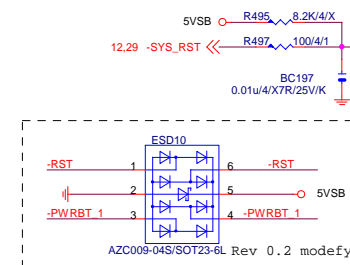 R495 8.2K/4/X
5VSB
R497 100/4/1
12,29 -SYS_RST
BC197
0.01u/4/X7R/25V/K
ESD10
-RST 1 6 -RST
2 5 5VSB
-PWRBT_1 3 4 -PWRBT_1
AZC009-04S/SOT23-6L Rev 0.2 modefy